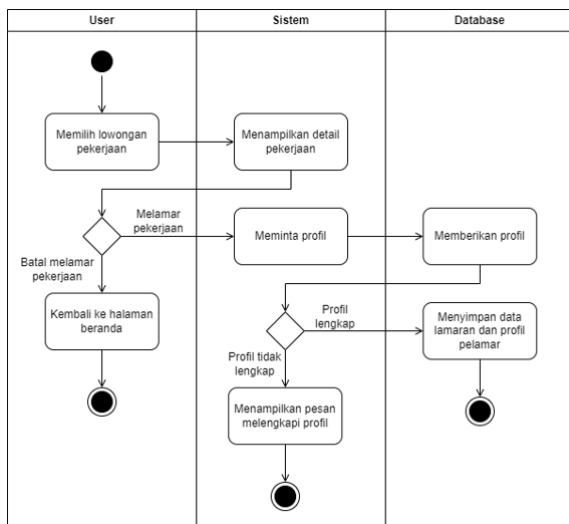 User
Sistem
Database
Memilih lowongan
pekerjaan
Menampilkan detail
pekerjaan
Melamar
pekerjaan
Meminta profil
Memberikan profil
Batal melamar
pekerjaan
Kembali ke halaman
beranda
Profil
lengkap
Menyimpan data
lamaran dan profil
pelamar
Profil tidak
lengkap
Menampilkan pesan
melengkapi profil